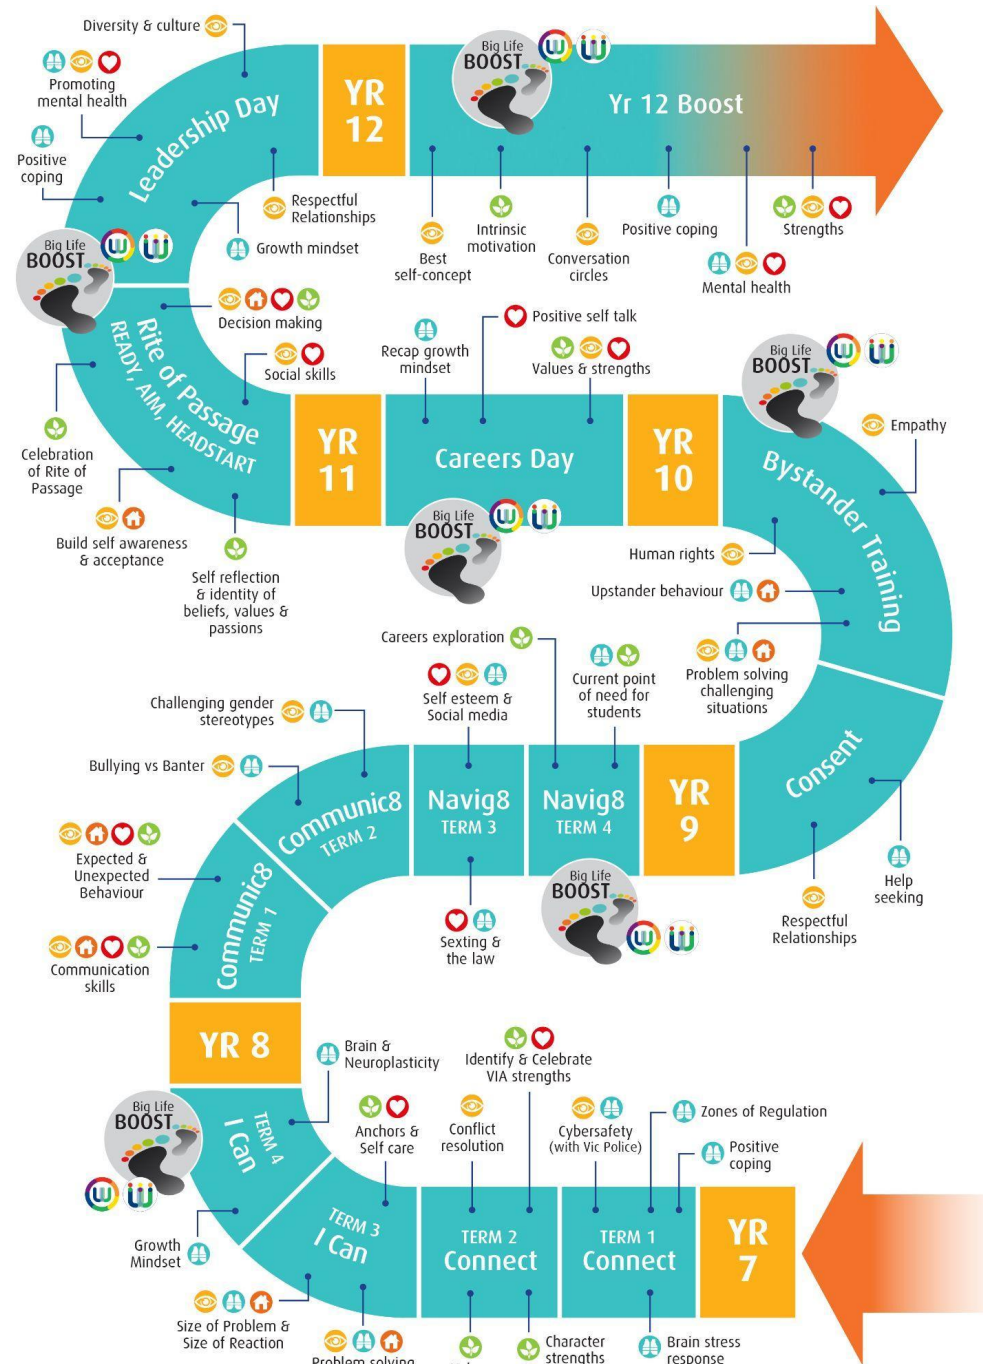 Diversity & culture
Promoting
mental health
Positive
coping
Leadership Day
Respectful
Relationships
Growth mindset
YR
12
Big Life
BOOST
Yr 12 Boost
Best
self-concept
Intrinsic
motivation
Conversation
circles
Positive coping
Mental health
Strengths
Big Life
BOOST
Decision making
Social skills
Rite of Passage
READY, AIM, HEADSTART
Celebration
of Rite of
Passage
Build self awareness
& acceptance
Self reflection
& identity of
beliefs, values &
passions
YR
11
Recap growth
mindset
Positive self talk
Values & strengths
Careers Day
Big Life
BOOST
YR
10
Big Life
BOOST
Empathy
Bystander Training
Human rights
Upstander behaviour
Problem solving
challenging
situations
Consent
Help
seeking
Respectful
Relationships
YR
9
Careers exploration
Current point
of need for
students
Self esteem &
Social media
Navig8
TERM 4
Big Life
BOOST
Navig8
TERM 3
Sexting &
the law
Challenging gender
stereotypes
Bullying vs Banter
Communic8
TERM 2
Expected &
Unexpected
Behaviour
Communication
skills
Communic8
TERM 1
YR 8
Big Life
BOOST
Brain &
Neuroplasticity
TERM 4
I Can
Growth
Mindset
Anchors &
Self care
TERM 3
I Can
Size of Problem &
Size of Reaction
Problem solving
Conflict
resolution
Identify & Celebrate
VIA strengths
TERM 2
Connect
Character
strengths
Cybersafety
(with Vic Police)
Zones of Regulation
Positive
coping
TERM 1
Connect
Brain stress
response
YR
7